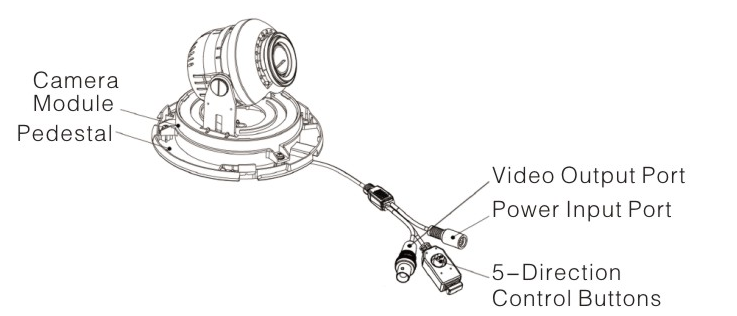 Camera
Module
Pedestal
Video Output Port
Power Input Port
5-Direction
Control Buttons